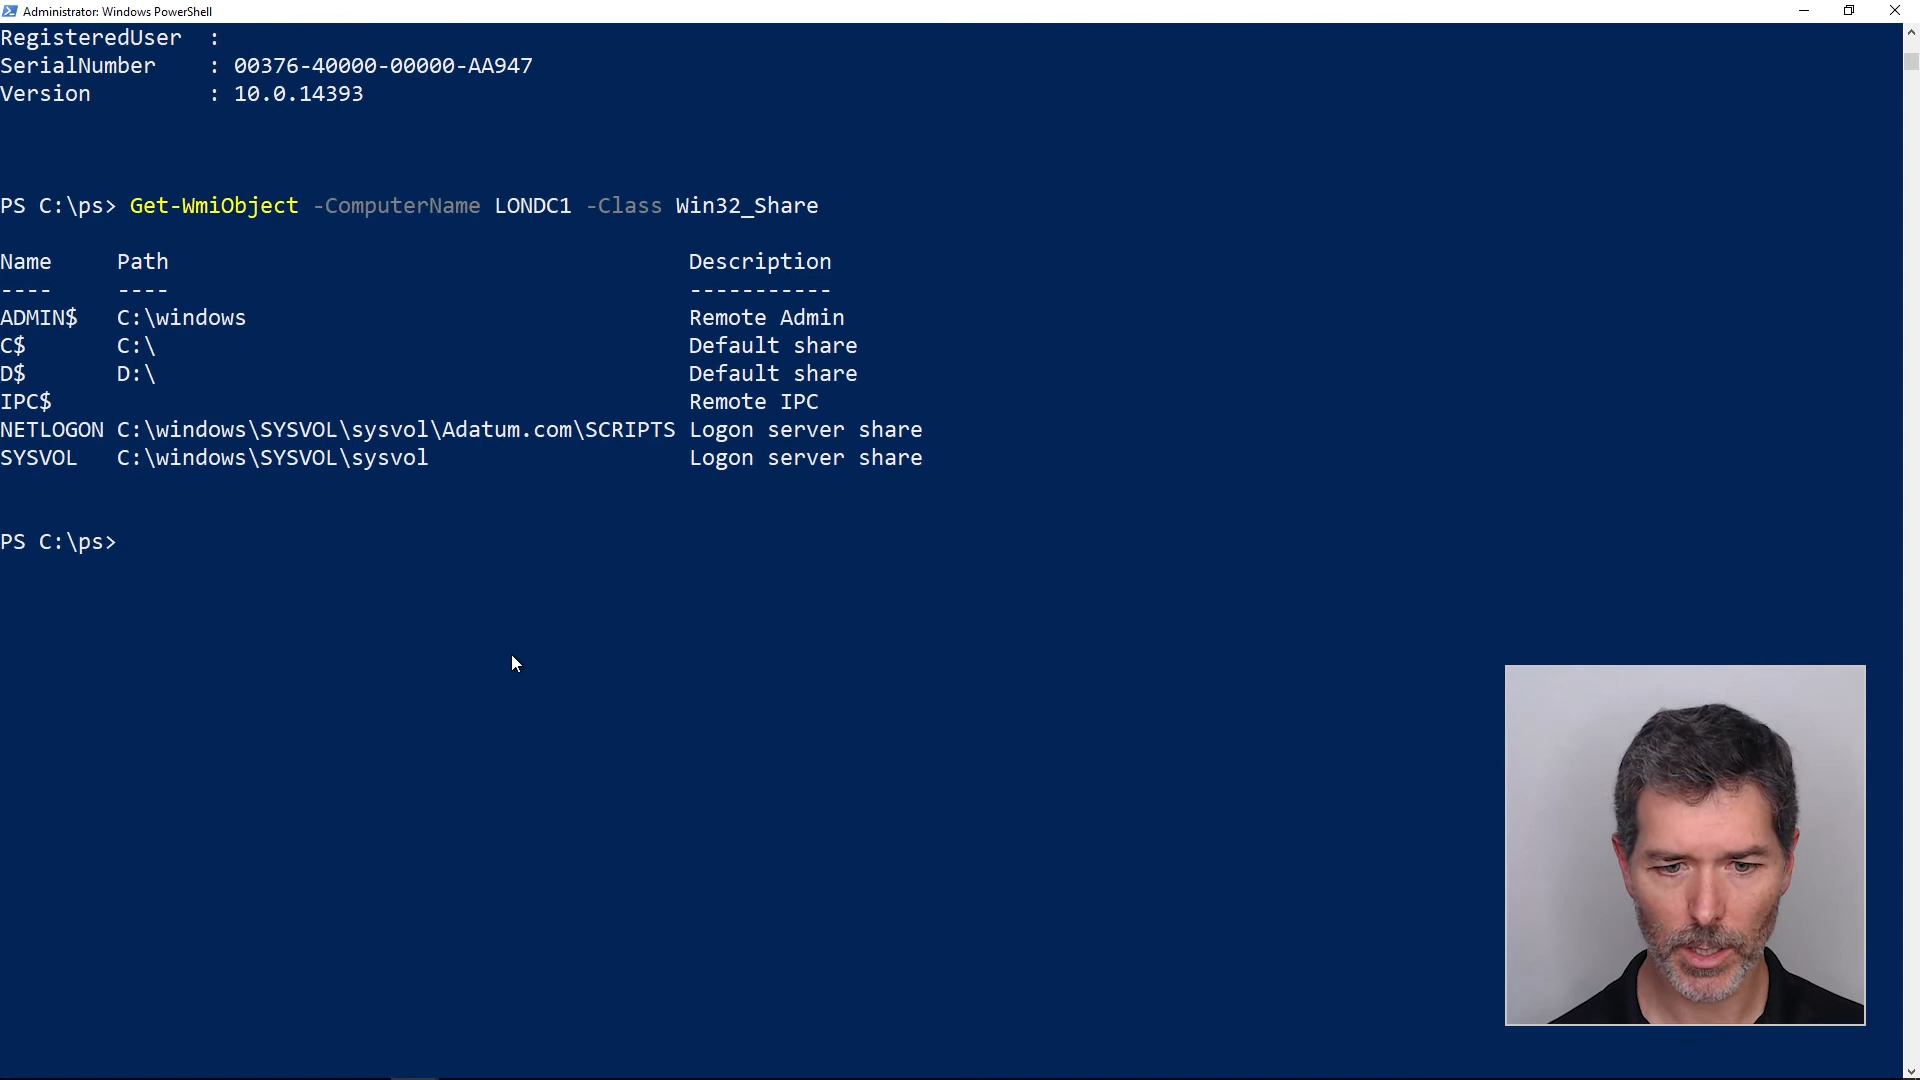 Administrator: Windows PowerShell
RegisteredUser  :
SerialNumber    : 00376-40000-00000-AA947
Version         : 10.0.14393
PS C:\ps> Get-WmiObject -ComputerName LONDC1 -Class Win32_Share
Name     Path                                        Description
----     ----                                        -----------
ADMIN$   C:\windows                                  Remote Admin
C$       C:\                                         Default share
D$       D:\                                         Default share
IPC$                                                 Remote IPC
NETLOGON C:\windows\SYSVOL\sysvol\Adatum.com\SCRIPTS Logon server share
SYSVOL   C:\windows\SYSVOL\sysvol                    Logon server share
PS C:\ps>